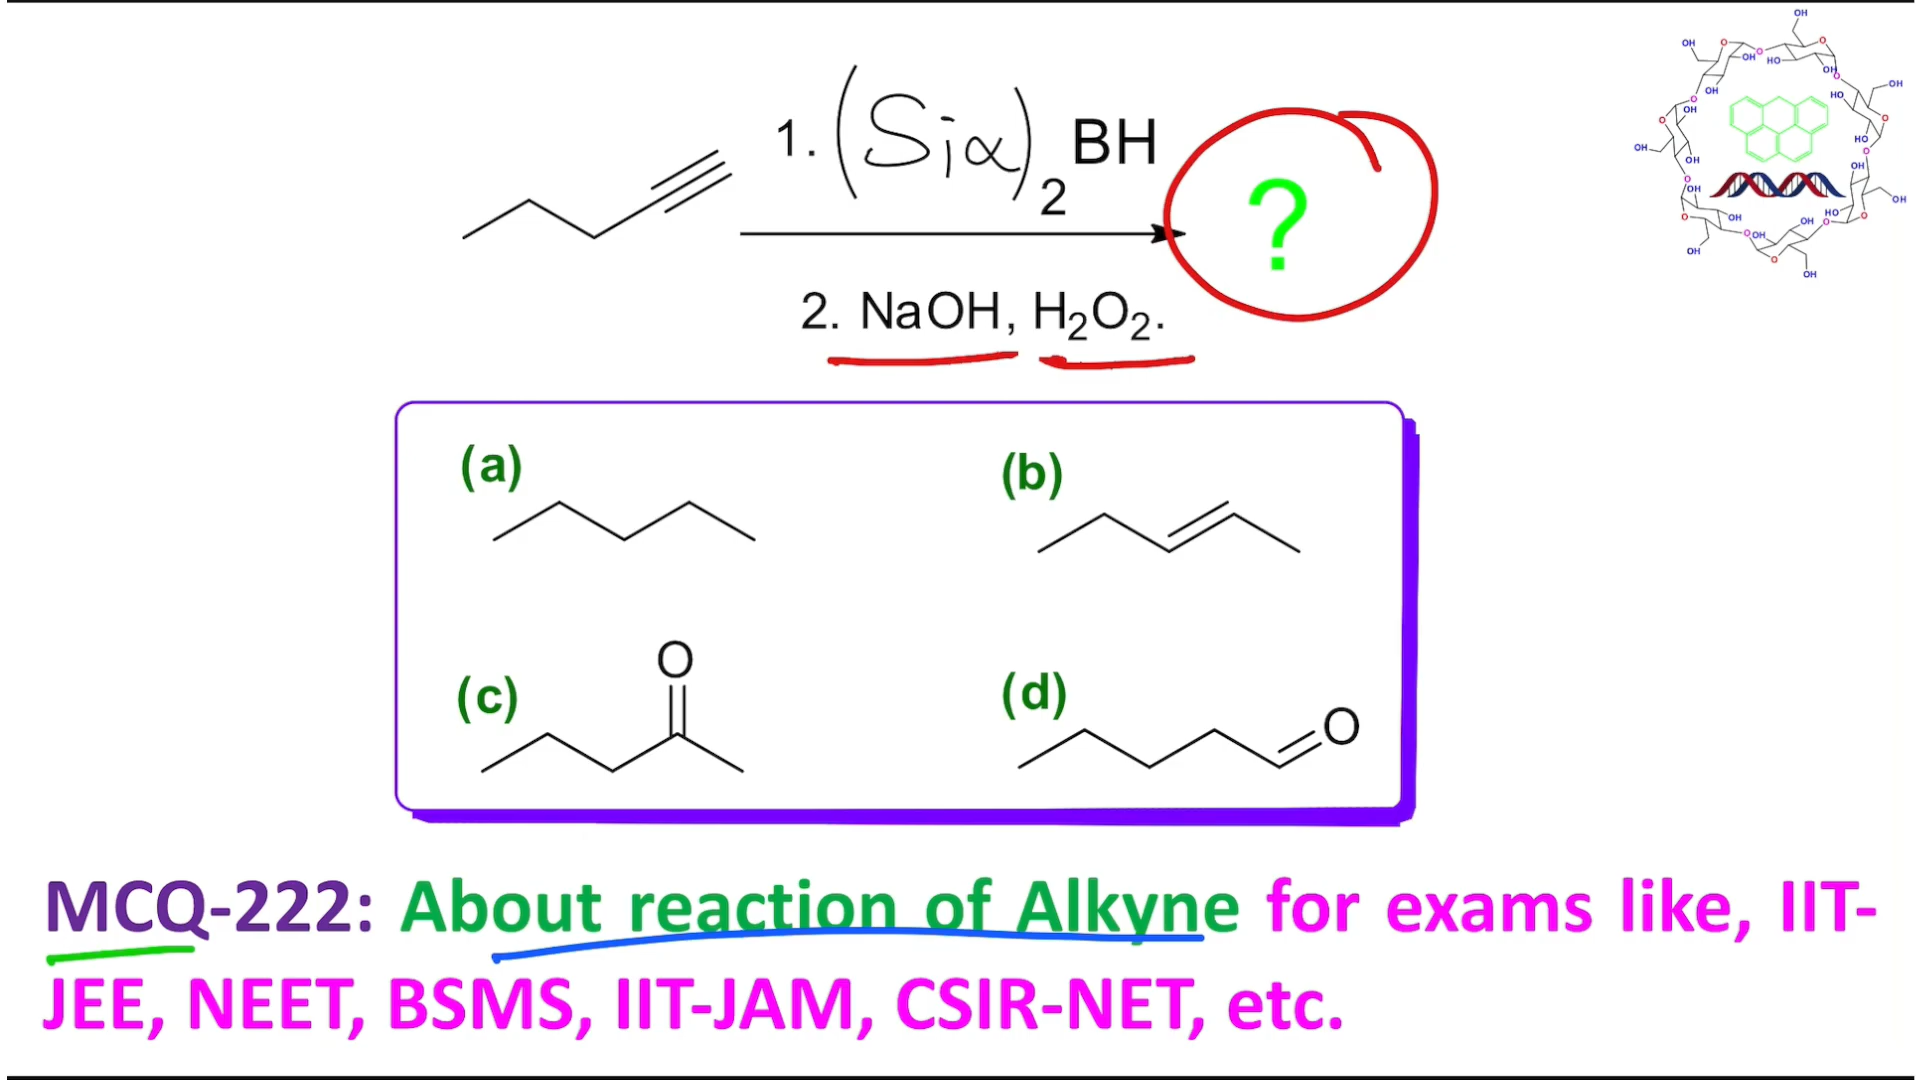 1. (Siα)₂BH
?
2. NaOH, H₂O₂.
(a)
(b)
(c)
O
(d)
O
MCQ-222: About reaction of Alkyne for exams like, IIT-
JEE, NEET, BSMS, IIT-JAM, CSIR-NET, etc.